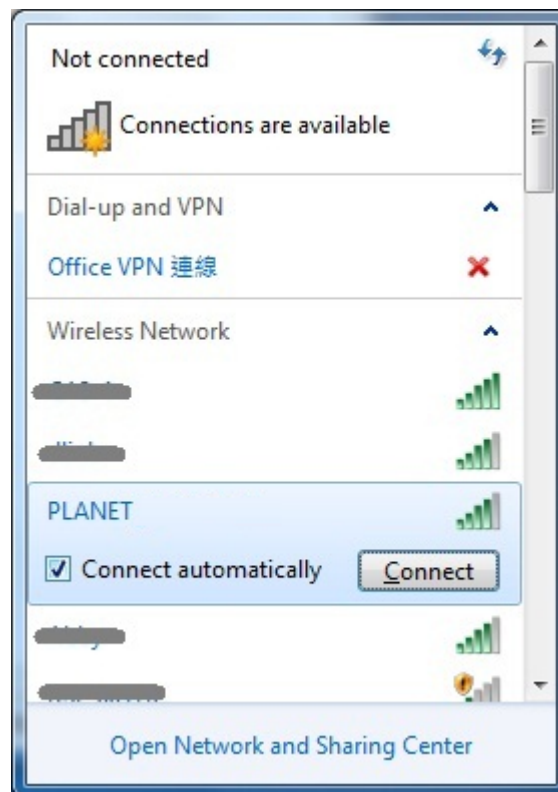 Not connected
Connections are available
Dial-up and VPN
Office VPN 連線
Wireless Network
PLANET
Connect automatically
Connect
Open Network and Sharing Center